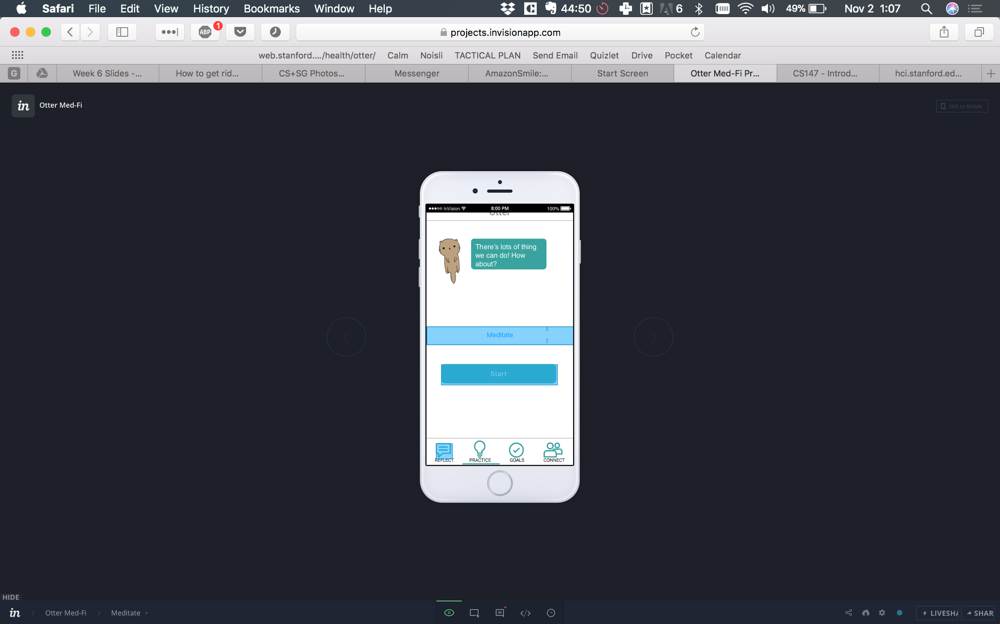 Safari File Edit View History Bookmarks Window Help 44:50 6 49% Nov 2 1:07
ABP 1 projects.invisionapp.com
web.stanford..../health/otter/ Calm Noisli TACTICAL PLAN Send Email Quizlet Drive Pocket Calendar
G Week 6 Slides -... How to get rid... CS+SG Photos... Messenger AmazonSmile:... Start Screen Otter Med-Fi Pr... CS147 - Introd... hci.stanford.ed...
in Otter Med-Fi SMS to Mobile
InVision 8:00 PM 100%
Otter
There's lots of thing
we can do! How
about?
Meditate
Start
REFLECT PRACTICE GOALS CONNECT
HIDE
in Otter Med-Fi Meditate </> LIVESHA SHAR